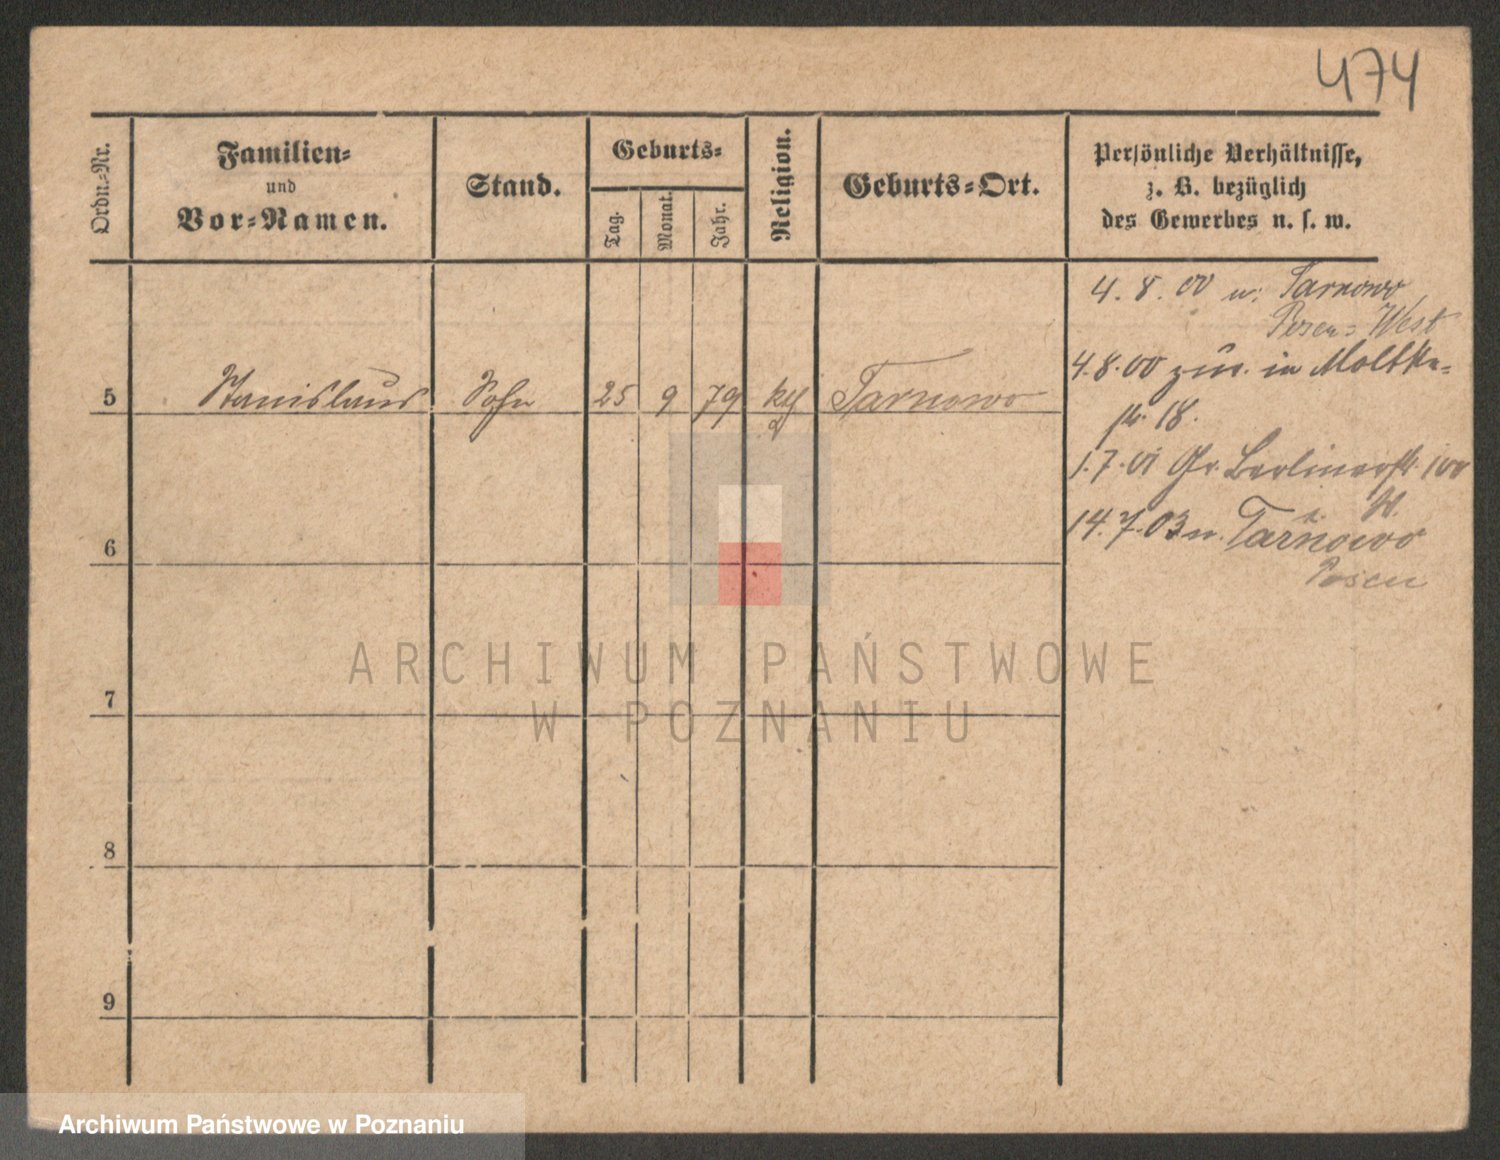 474
Ordn.-Nr.
Familien-
und
Vor-Namen.
Stand.
Geburts-
Tag.
Monat.
Jahr.
Religion.
Geburts-Ort.
Persönliche Verhältnisse,
z. B. bezüglich
des Gewerbes u. s. w.
4. 8. 00 n. Tarnowo,
Posen-West
4.8.00 zur. in Moltke-
str. 18.
1.7.01 Gr. Berlinerstr. 100
14.7.03 n. Tarnowo
Posen W.
5 Stanislaus Sohn 25 9 79 Tarnowo
6
7
8
9
ARCHIWUM PAŃSTWOWE
W POZNANIU
Archiwum Państwowe w Poznaniu